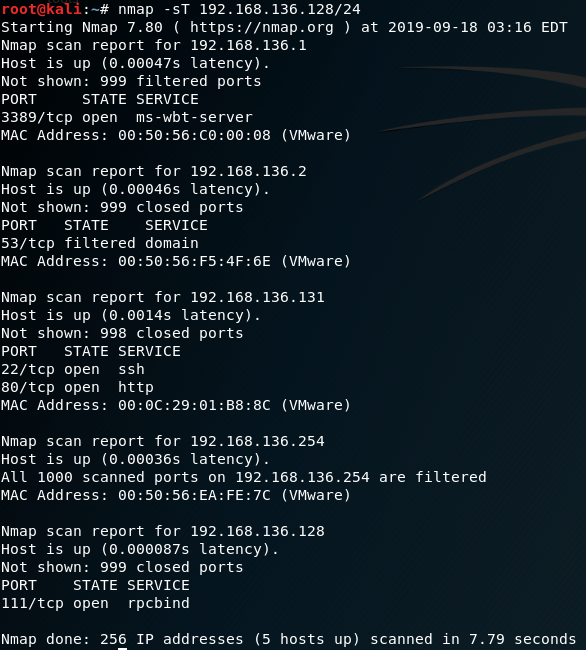 root@kali:~# nmap -sT 192.168.136.128/24
Starting Nmap 7.80 ( https://nmap.org ) at 2019-09-18 03:16 EDT
Nmap scan report for 192.168.136.1
Host is up (0.00047s latency).
Not shown: 999 filtered ports
PORT     STATE SERVICE
3389/tcp open  ms-wbt-server
MAC Address: 00:50:56:C0:00:08 (VMware)

Nmap scan report for 192.168.136.2
Host is up (0.00046s latency).
Not shown: 999 closed ports
PORT   STATE    SERVICE
53/tcp filtered domain
MAC Address: 00:50:56:F5:4F:6E (VMware)

Nmap scan report for 192.168.136.131
Host is up (0.0014s latency).
Not shown: 998 closed ports
PORT   STATE SERVICE
22/tcp open  ssh
80/tcp open  http
MAC Address: 00:0C:29:01:B8:8C (VMware)

Nmap scan report for 192.168.136.254
Host is up (0.00036s latency).
All 1000 scanned ports on 192.168.136.254 are filtered
MAC Address: 00:50:56:EA:FE:7C (VMware)

Nmap scan report for 192.168.136.128
Host is up (0.000087s latency).
Not shown: 999 closed ports
PORT    STATE SERVICE
111/tcp open  rpcbind

Nmap done: 256 IP addresses (5 hosts up) scanned in 7.79 seconds